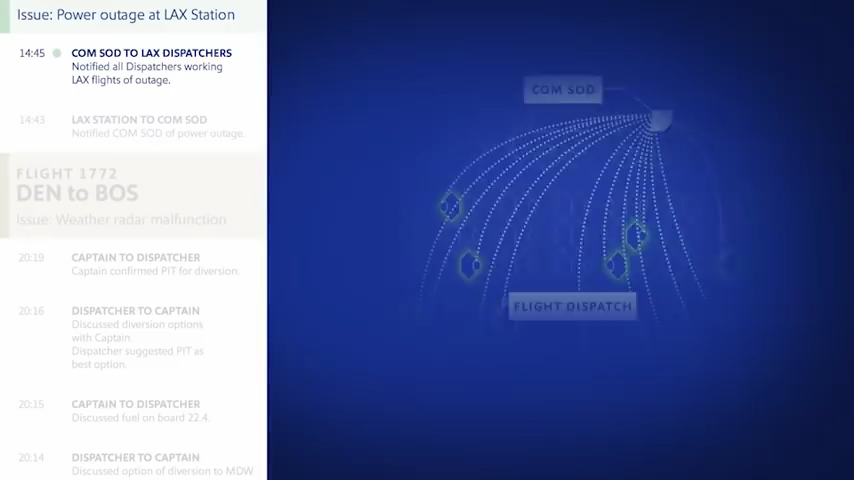 Issue: Power outage at LAX Station
14:45
COM SOD TO LAX DISPATCHERS
Notified all Dispatchers working
LAX flights of outage.
14:43
LAX STATION TO COM SOD
Notified COM SOD of power outage.
FLIGHT 1772
DEN to BOS
Issue: Weather radar malfunction
20:19
CAPTAIN TO DISPATCHER
Captain confirmed PIT for diversion.
20:16
DISPATCHER TO CAPTAIN
Discussed diversion options
with Captain.
Dispatcher suggested PIT as
best option.
20:15
CAPTAIN TO DISPATCHER
Discussed fuel on board 22.4.
20:14
DISPATCHER TO CAPTAIN
Discussed option of diversion to MDW
COM SOD
FLIGHT DISPATCH